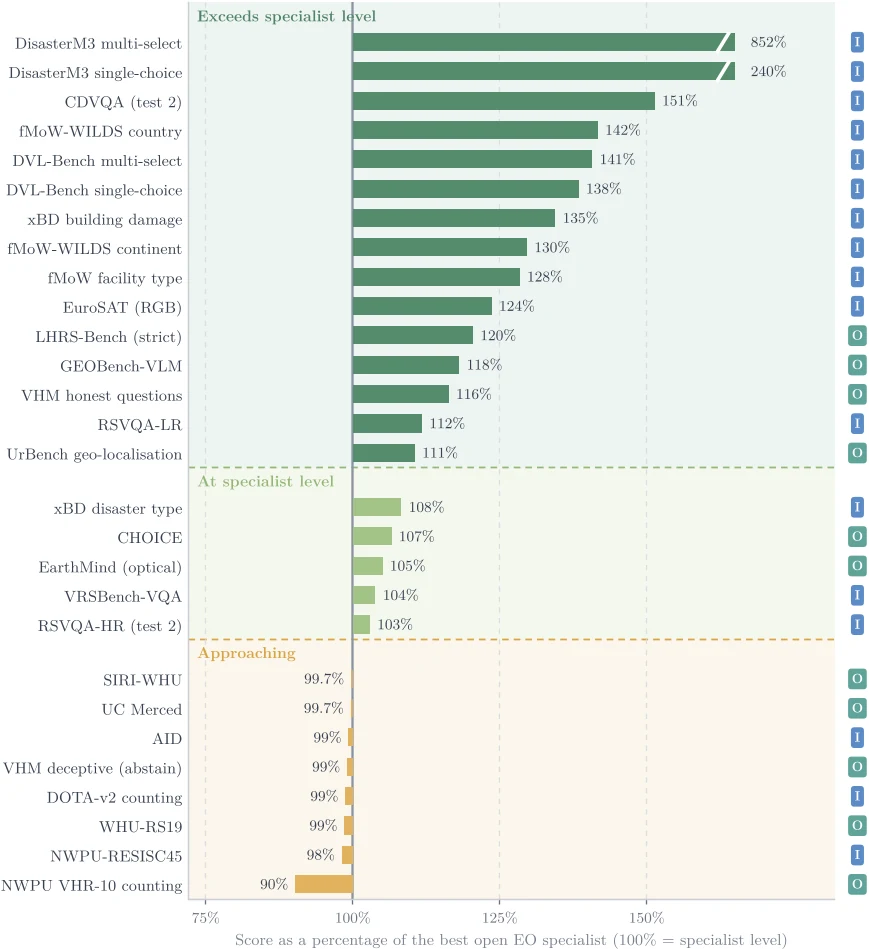 Exceeds specialist level
DisasterM3 multi-select 852% I
DisasterM3 single-choice 240% I
CDVQA (test 2) 151% I
fMoW-WILDS country 142% I
DVL-Bench multi-select 141% I
DVL-Bench single-choice 138% I
xBD building damage 135% I
fMoW-WILDS continent 130% I
fMoW facility type 128% I
EuroSAT (RGB) 124% I
LHRS-Bench (strict) 120% O
GEOBench-VLM 118% O
VHM honest questions 116% O
RSVQA-LR 112% I
UrBench geo-localisation 111% O
At specialist level
xBD disaster type 108% I
CHOICE 107% O
EarthMind (optical) 105% O
VRSBench-VQA 104% I
RSVQA-HR (test 2) 103% I
Approaching
SIRI-WHU 99.7% O
UC Merced 99.7% O
AID 99% I
VHM deceptive (abstain) 99% O
DOTA-v2 counting 99% I
WHU-RS19 99% O
NWPU-RESISC45 98% I
NWPU VHR-10 counting 90% O
75% 100% 125% 150%
Score as a percentage of the best open EO specialist (100% = specialist level)